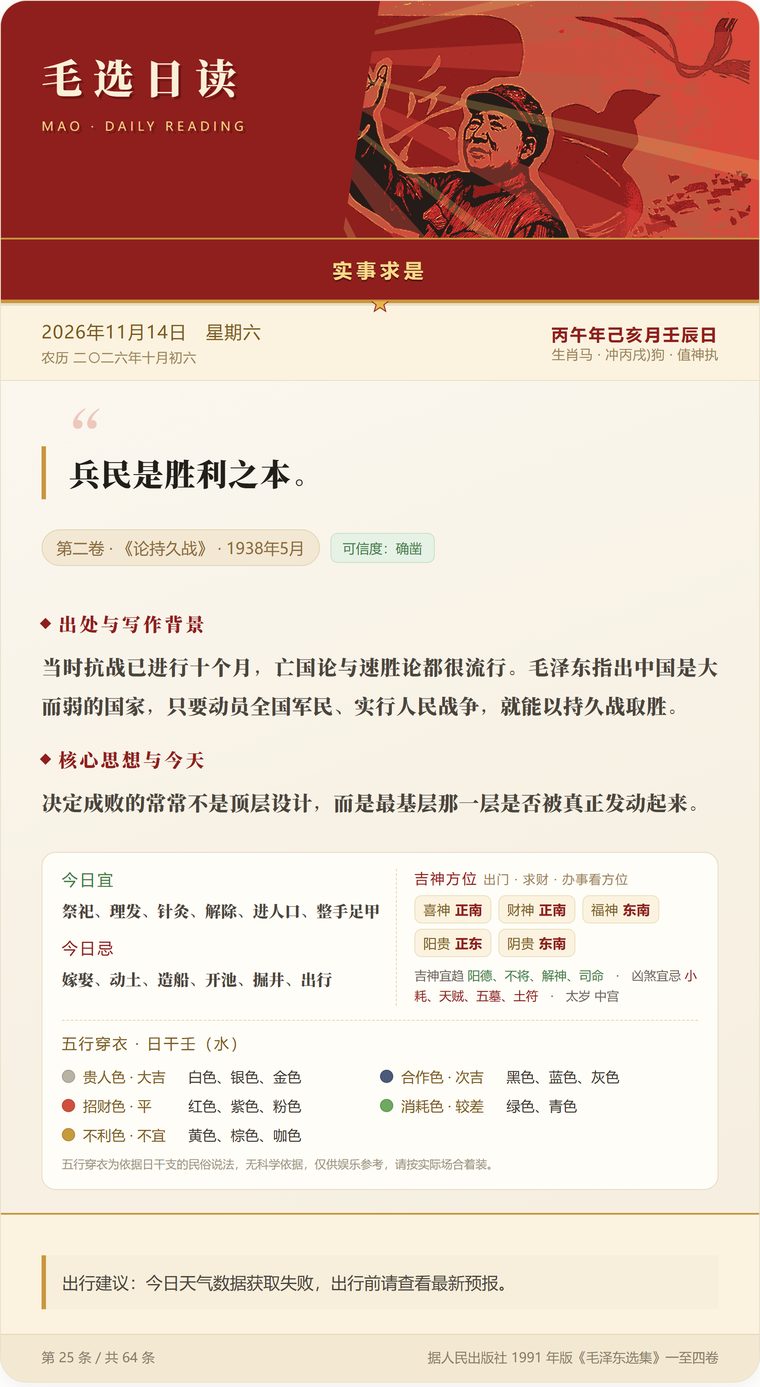 毛选日读
MAO · DAILY READING
实事求是
2026年11月14日 星期六
农历 二〇二六年十月初六
丙午年己亥月壬辰日
生肖马 · 冲丙戌)狗 · 值神执
“
兵民是胜利之本。
第二卷 · 《论持久战》 · 1938年5月
可信度：确凿
出处与写作背景
当时抗战已进行十个月，亡国论与速胜论都很流行。毛泽东指出中国是大
而弱的国家，只要动员全国军民、实行人民战争，就能以持久战取胜。
核心思想与今天
决定成败的常常不是顶层设计，而是最基层那一层是否被真正发动起来。
今日宜
祭祀、理发、针灸、解除、进人口、整手足甲
今日忌
嫁娶、动土、造船、开池、掘井、出行
吉神方位 出门 · 求财 · 办事看方位
喜神 正南 财神 正南 福神 东南
阳贵 正东 阴贵 东南
吉神宜趋 阳德、不将、解神、司命 · 凶煞宜忌 小
耗、天贼、五墓、土符 · 太岁 中宫
五行穿衣 · 日干壬（水）
贵人色 · 大吉 白色、银色、金色
合作色 · 次吉 黑色、蓝色、灰色
招财色 · 平 红色、紫色、粉色
消耗色 · 较差 绿色、青色
不利色 · 不宜 黄色、棕色、咖色
五行穿衣为依据日干支的民俗说法，无科学依据，仅供娱乐参考，请按实际场合着装。
出行建议：今日天气数据获取失败，出行前请查看最新预报。
第 25 条 / 共 64 条
据人民出版社 1991 年版《毛泽东选集》一至四卷